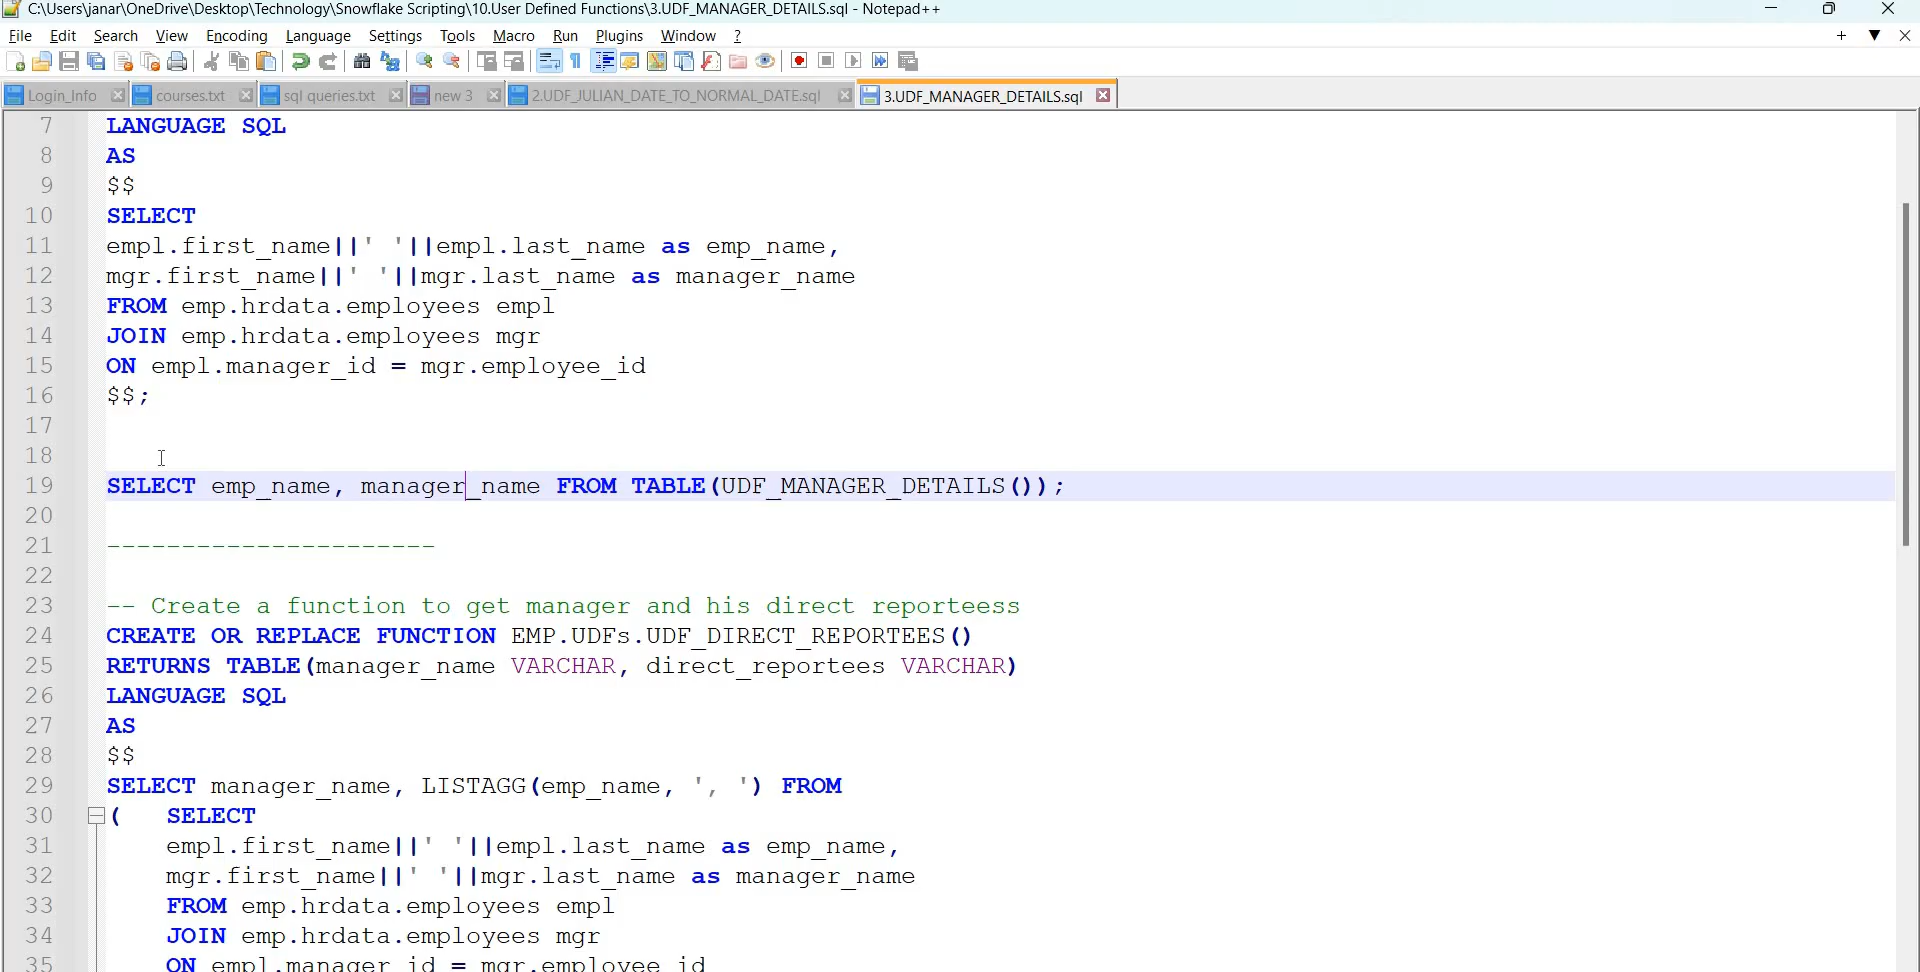 C:\Users\janar\OneDrive\Desktop\Technology\Snowflake Scripting\10.User Defined Functions\3.UDF_MANAGER_DETAILS.sql - Notepad++
File Edit Search View Encoding Language Settings Tools Macro Run Plugins Window ?
Login_Info courses.txt sql queries.txt new 3 2.UDF_JULIAN_DATE_TO_NORMAL_DATE.sql 3.UDF_MANAGER_DETAILS.sql
7 LANGUAGE SQL
8 AS
9 $$
10 SELECT
11 empl.first_name||' '||empl.last_name as emp_name,
12 mgr.first_name||' '||mgr.last_name as manager_name
13 FROM emp.hrdata.employees empl
14 JOIN emp.hrdata.employees mgr
15 ON empl.manager_id = mgr.employee_id
16 $$;
17
18
19 SELECT emp_name, manager_name FROM TABLE(UDF_MANAGER_DETAILS());
20
21 ----------------------
22
23 -- Create a function to get manager and his direct reporteess
24 CREATE OR REPLACE FUNCTION EMP.UDFs.UDF_DIRECT_REPORTEES()
25 RETURNS TABLE(manager_name VARCHAR, direct_reportees VARCHAR)
26 LANGUAGE SQL
27 AS
28 $$
29 SELECT manager_name, LISTAGG(emp_name, ', ') FROM
30 ( SELECT
31 empl.first_name||' '||empl.last_name as emp_name,
32 mgr.first_name||' '||mgr.last_name as manager_name
33 FROM emp.hrdata.employees empl
34 JOIN emp.hrdata.employees mgr
35 ON empl.manager_id = mgr.employee_id